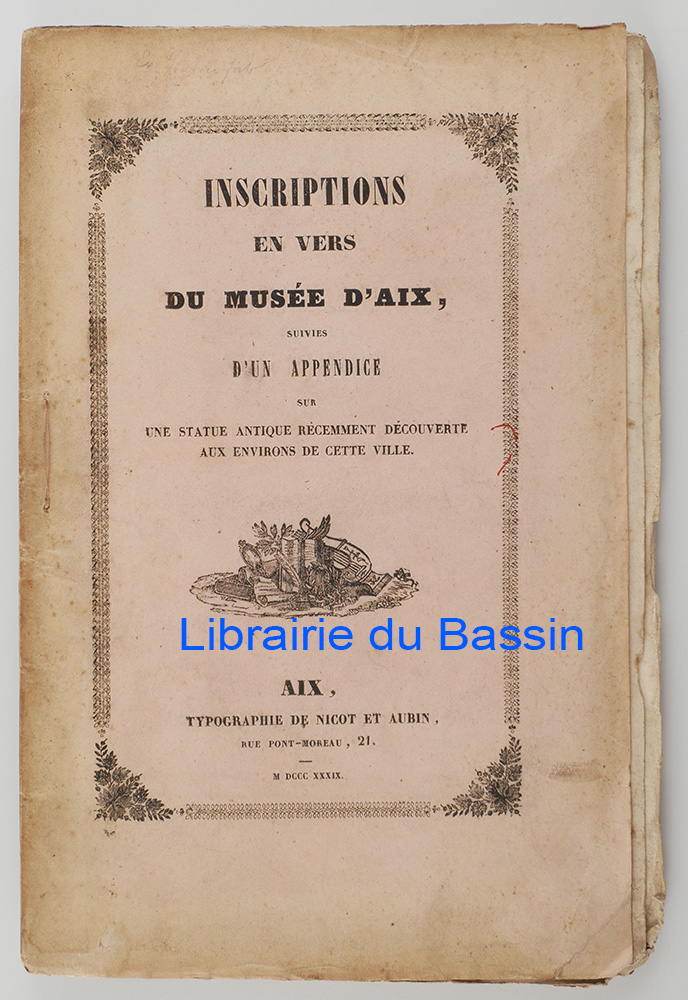 INSCRIPTIONS
EN VERS
DU MUSÉE D'AIX,
SUIVIES
D'UN APPENDICE
SUR
UNE STATUE ANTIQUE RÉCEMMENT DÉCOUVERTE
AUX ENVIRONS DE CETTE VILLE.
Librairie du Bassin
AIX,
TYPOGRAPHIE DE NICOT ET AUBIN,
RUE PONT-MOREAU, 21.
M DCCC XXXIX.